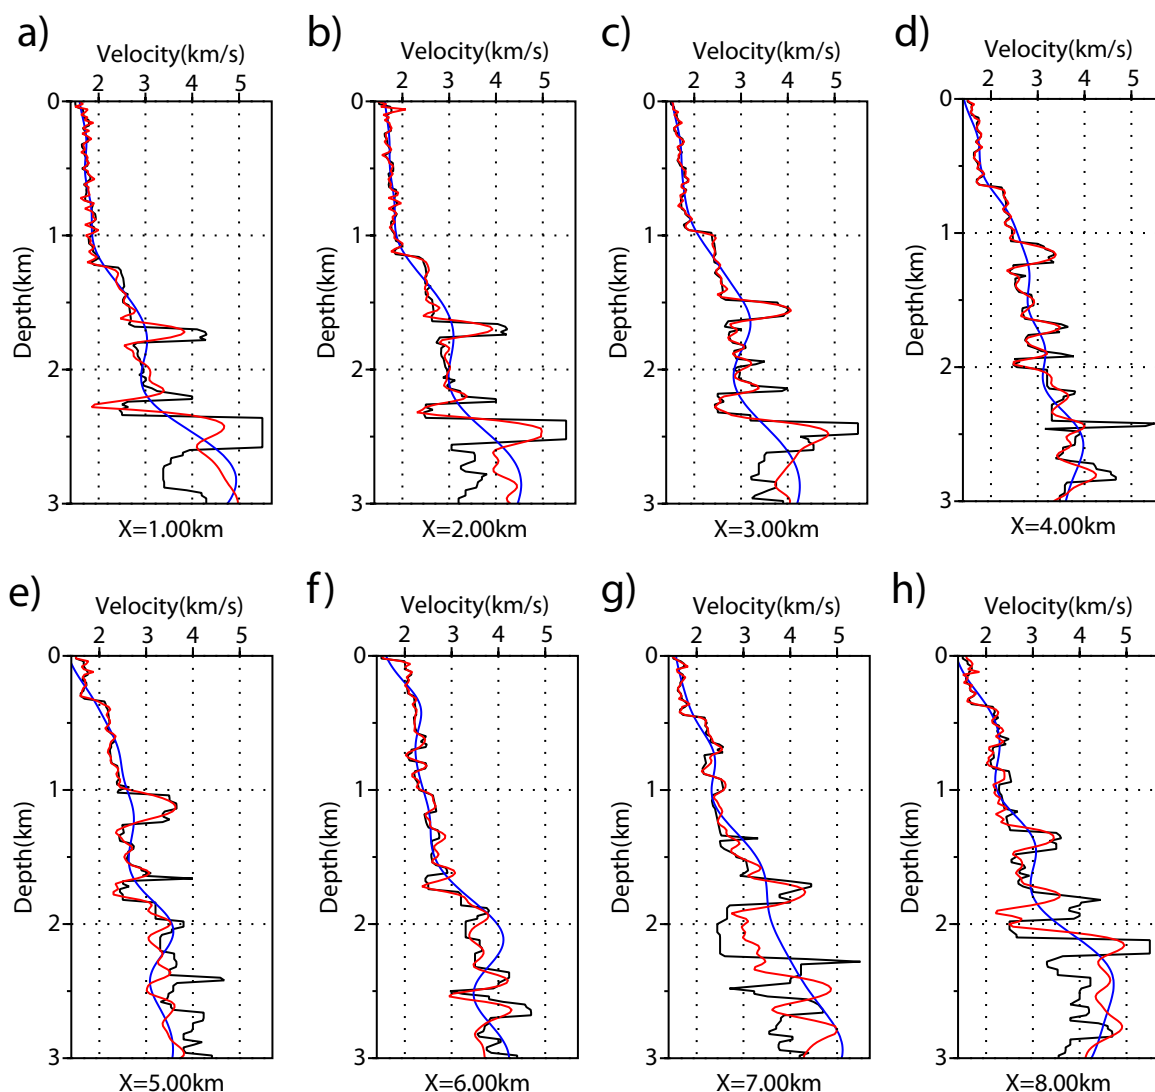 a)
Velocity(km/s)
2 3 4 5
0
1
2
3
Depth(km)
X=1.00km
b)
Velocity(km/s)
2 3 4 5
0
1
2
3
Depth(km)
X=2.00km
c)
Velocity(km/s)
2 3 4 5
0
1
2
3
Depth(km)
X=3.00km
d)
Velocity(km/s)
2 3 4 5
0
1
2
3
Depth(km)
X=4.00km
e)
Velocity(km/s)
2 3 4 5
0
1
2
3
Depth(km)
X=5.00km
f)
Velocity(km/s)
2 3 4 5
0
1
2
3
Depth(km)
X=6.00km
g)
Velocity(km/s)
2 3 4 5
0
1
2
3
Depth(km)
X=7.00km
h)
Velocity(km/s)
2 3 4 5
0
1
2
3
Depth(km)
X=8.00km